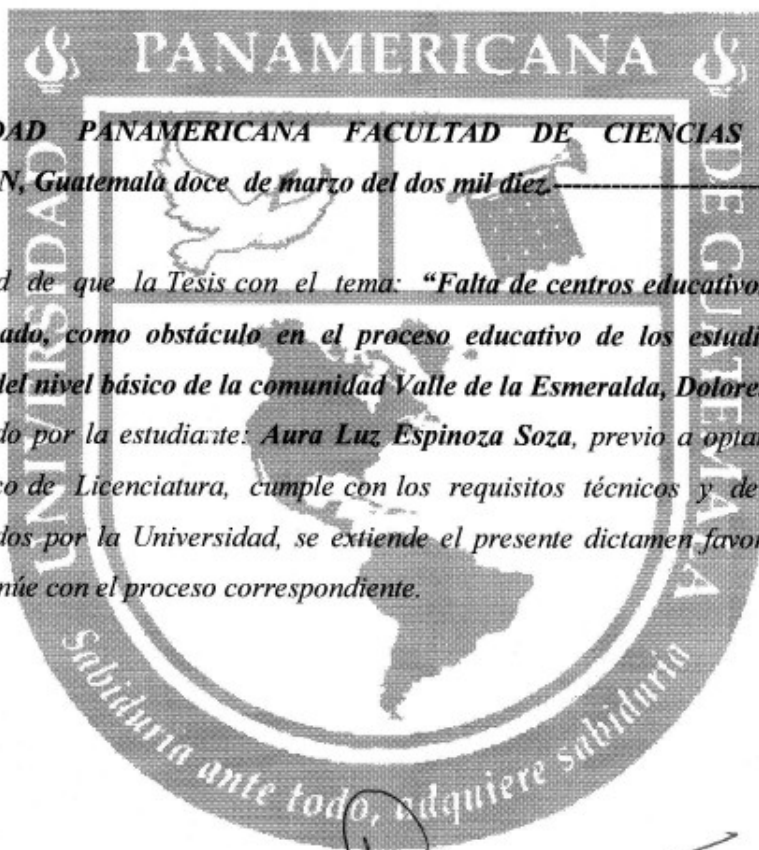 PANAMERICANA
UNIVERSIDAD
DE GUATEMALA
DAD PANAMERICANA FACULTAD DE CIENCIAS
N, Guatemala doce de marzo del dos mil diez.---------------------
d de que la Tesis con el tema: “Falta de centros educativo
ado, como obstáculo en el proceso educativo de los estudi
del nivel básico de la comunidad Valle de la Esmeralda, Dolore
do por la estudiante: Aura Luz Espinoza Soza, previo a opta
co de Licenciatura, cumple con los requisitos técnicos y de
dos por la Universidad, se extiende el presente dictamen favor
núe con el proceso correspondiente.
Sabiduría ante todo, adquiere sabiduría